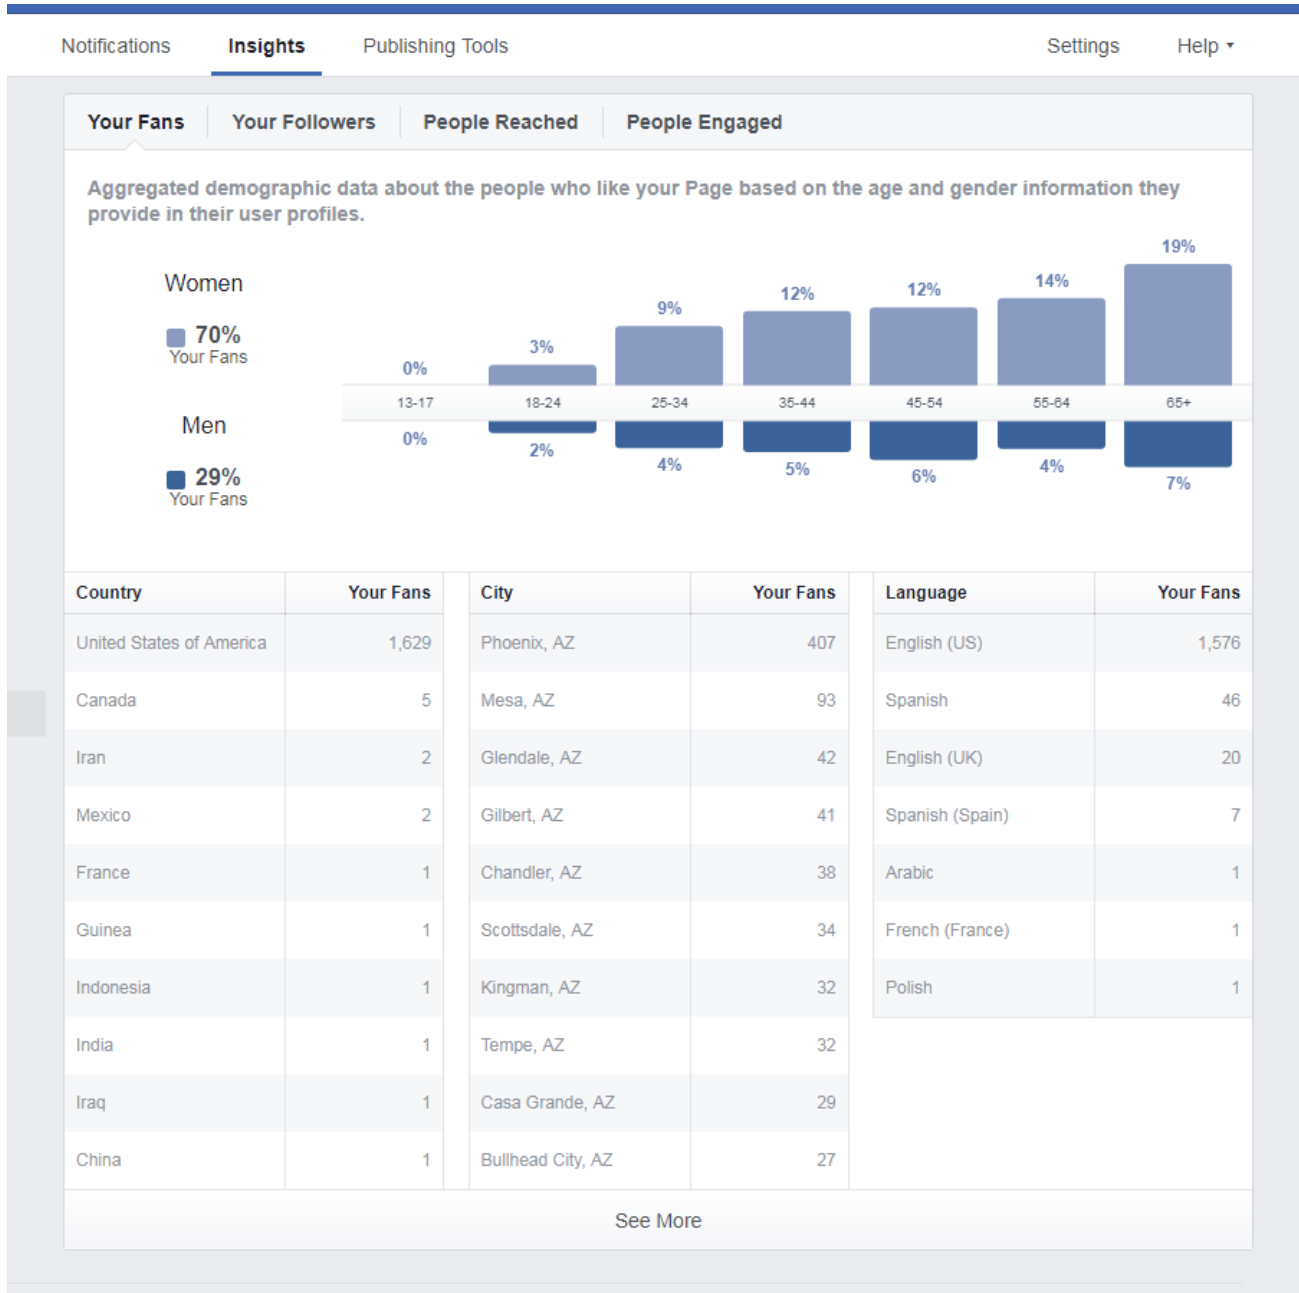 Notifications Insights Publishing Tools Settings Help
Your Fans Your Followers People Reached People Engaged
Aggregated demographic data about the people who like your Page based on the age and gender information they
provide in their user profiles.
Women
70%
Your Fans
0% 3% 9% 12% 12% 14% 19%
13-17 18-24 25-34 35-44 45-54 55-64 65+
Men
29%
Your Fans
0% 2% 4% 5% 6% 4% 7%
Country Your Fans City Your Fans Language Your Fans
United States of America 1,629 Phoenix, AZ 407 English (US) 1,576
Canada 5 Mesa, AZ 93 Spanish 46
Iran 2 Glendale, AZ 42 English (UK) 20
Mexico 2 Gilbert, AZ 41 Spanish (Spain) 7
France 1 Chandler, AZ 38 Arabic 1
Guinea 1 Scottsdale, AZ 34 French (France) 1
Indonesia 1 Kingman, AZ 32 Polish 1
India 1 Tempe, AZ 32
Iraq 1 Casa Grande, AZ 29
China 1 Bullhead City, AZ 27
See More